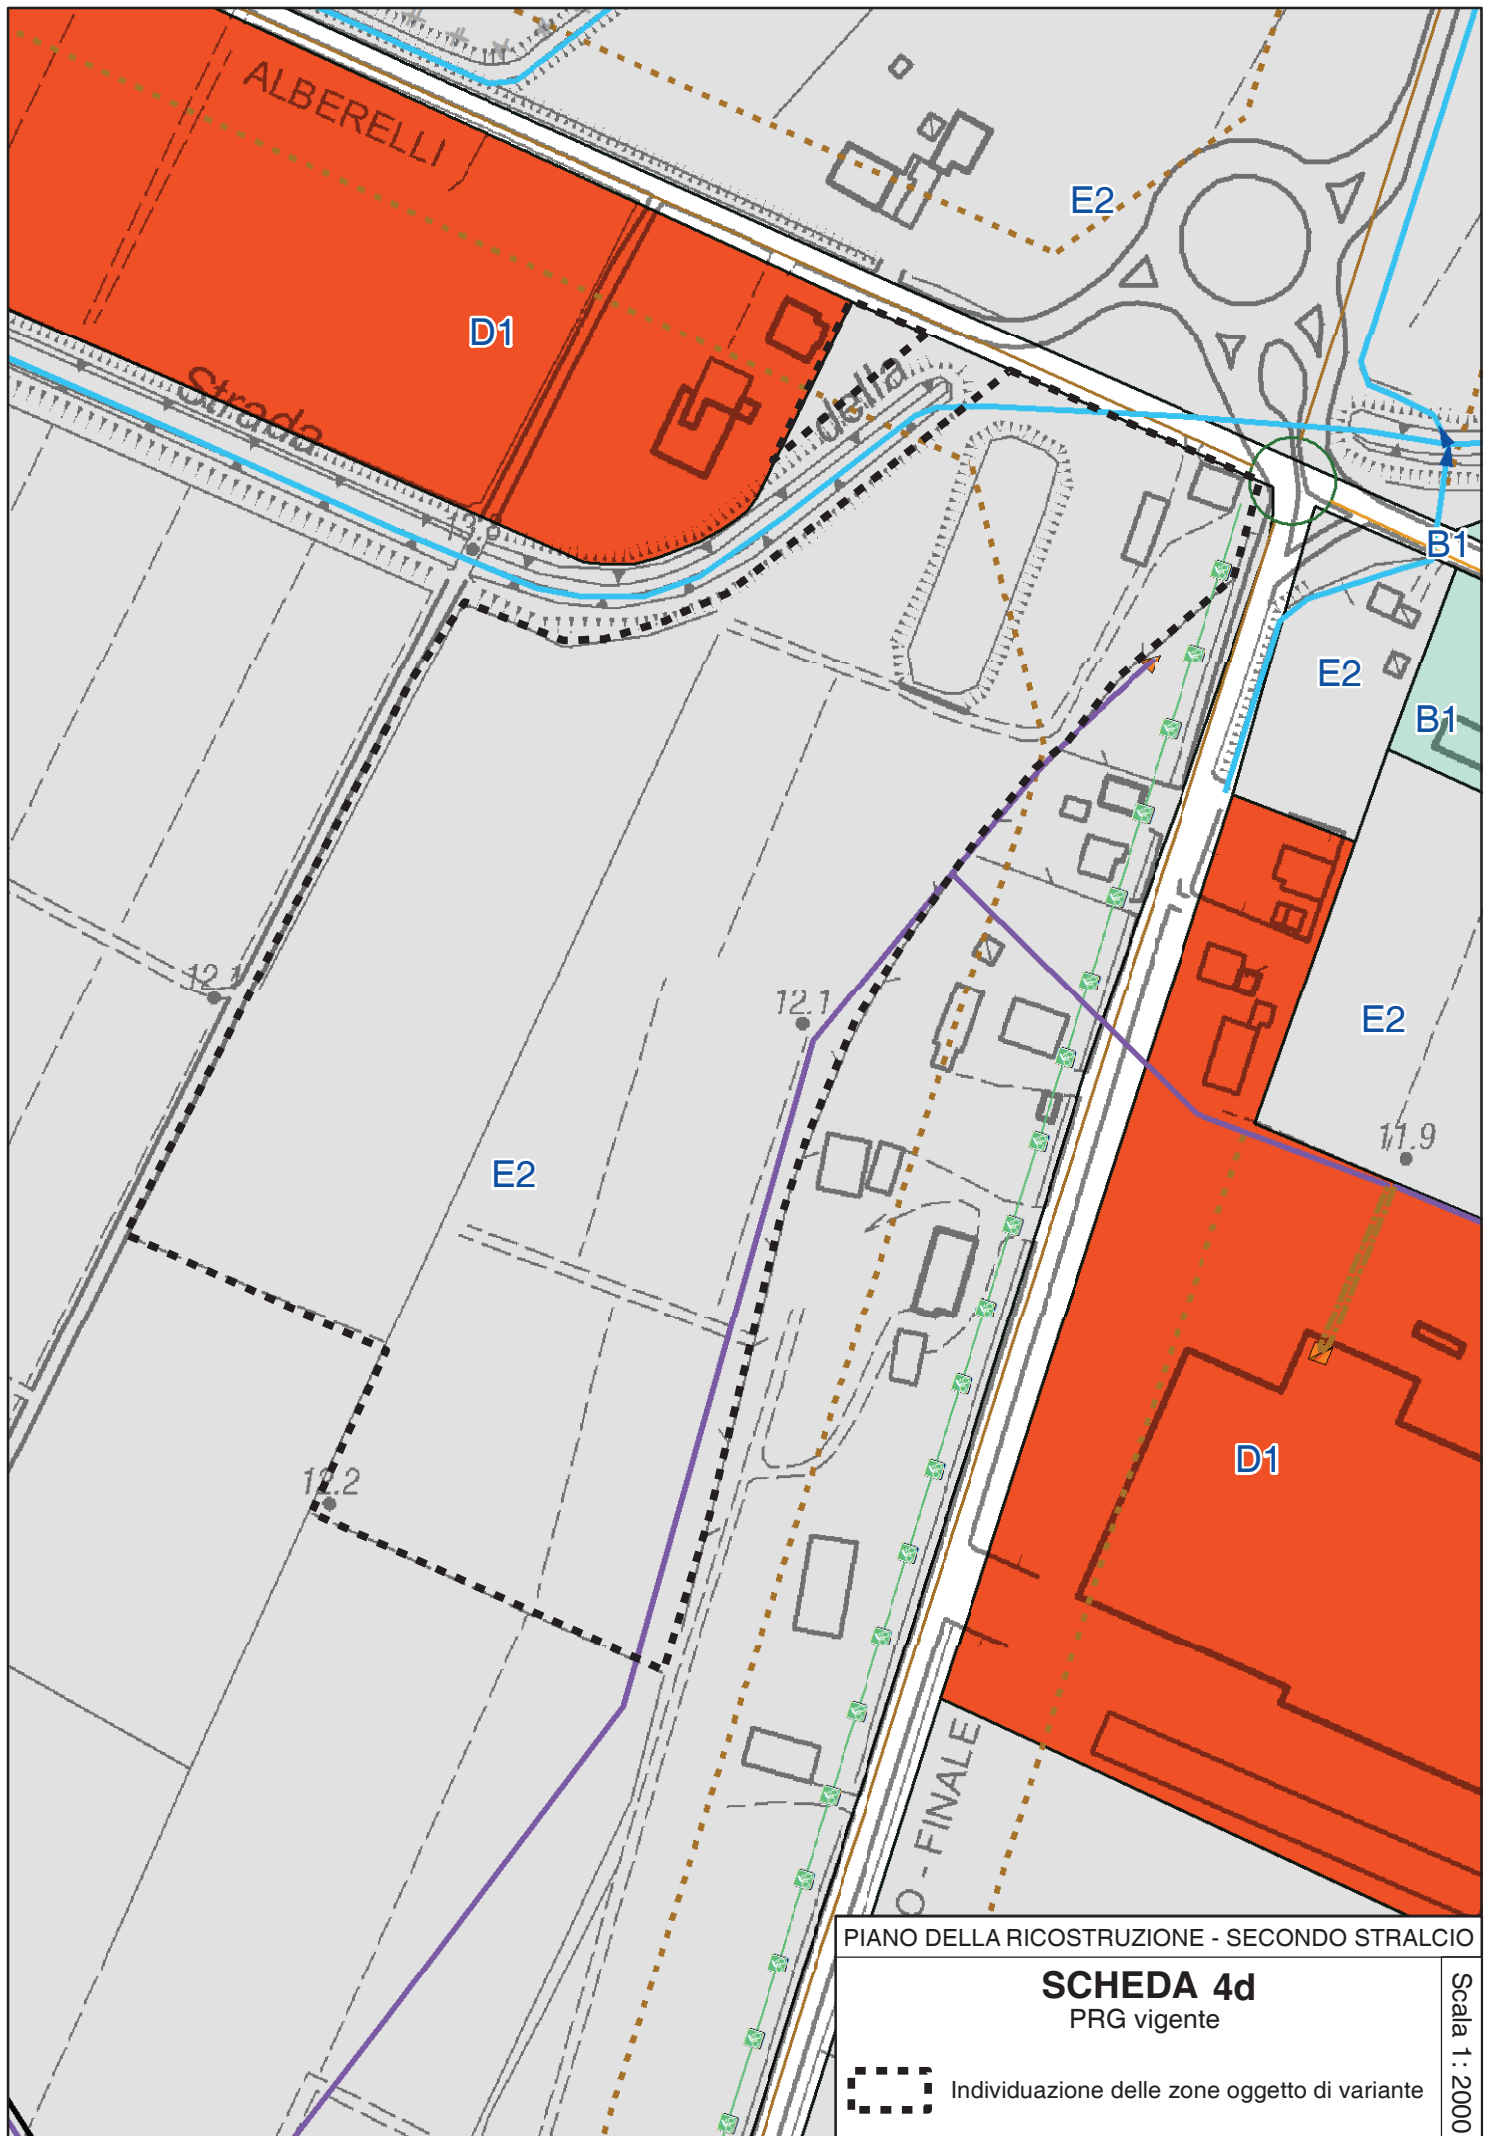 ALBERELLI
E2
D1
Strada
della
13.8
B1
E2
B1
12.1
12.1
E2
11.9
E2
12.2
D1
O - FINALE
PIANO DELLA RICOSTRUZIONE - SECONDO STRALCIO
SCHEDA 4d
PRG vigente
Individuazione delle zone oggetto di variante
Scala 1: 2000